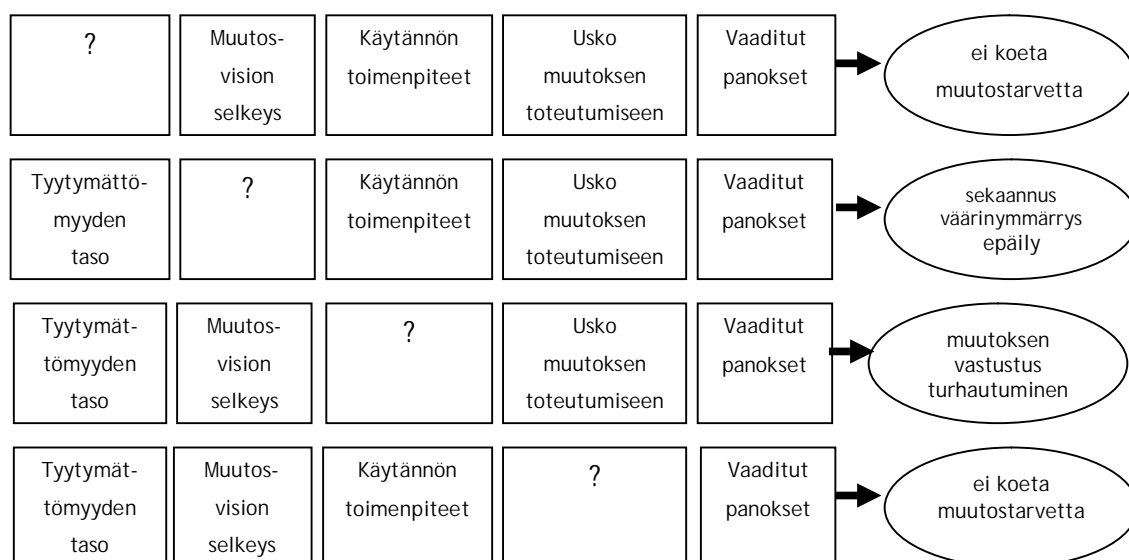 ?
Muutos-
vision
selkeys
Käytännön
toimenpiteet
Usko
muutoksen
toteutumiseen
Vaaditut
panokset
ei koeta
muutostarvetta
Tyytymättö-
myyden
taso
?
Käytännön
toimenpiteet
Usko
muutoksen
toteutumiseen
Vaaditut
panokset
sekaannus
väärinymmärrys
epäily
Tyytymät-
tömyyden
taso
Muutos-
vision
selkeys
?
Usko
muutoksen
toteutumiseen
Vaaditut
panokset
muutoksen
vastustus
turhautuminen
Tyytymät-
tömyyden
taso
Muutos-
vision
selkeys
Käytännön
toimenpiteet
?
Vaaditut
panokset
ei koeta
muutostarvetta